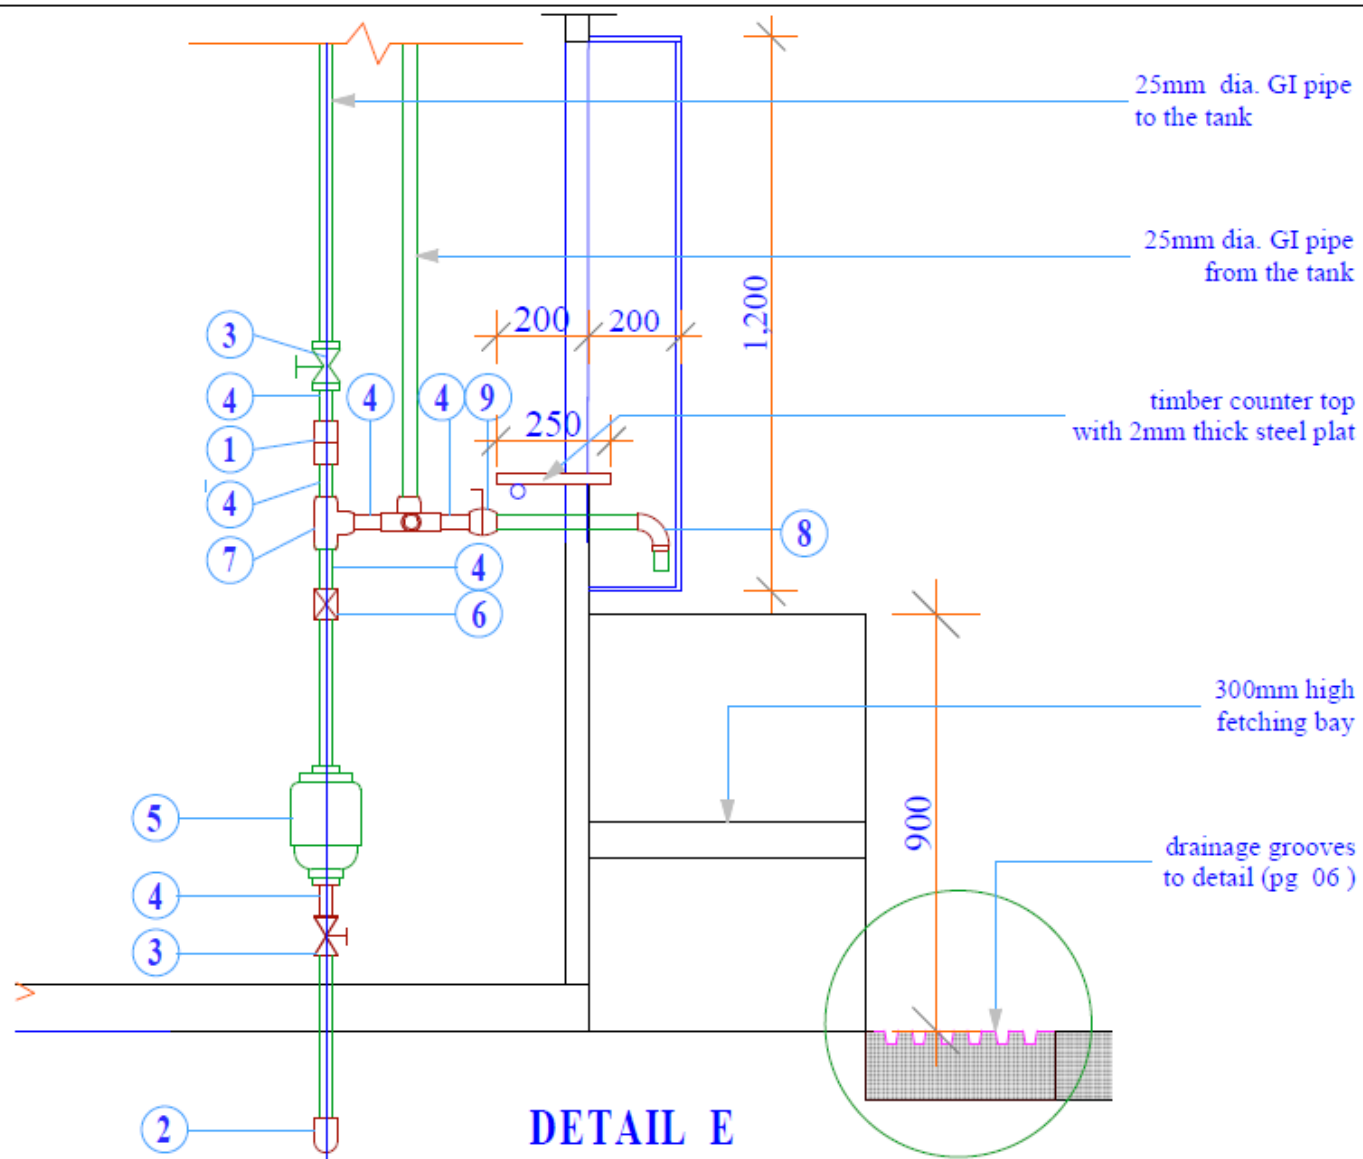 25mm dia. GI pipe
to the tank
25mm dia. GI pipe
from the tank
1,200
200 200
3
4 4 4 9
250
timber counter top
with 2mm thick steel plat
1
4
7
8
4
6
300mm high
fetching bay
5
900
drainage grooves
to detail (pg 06 )
4
3
2
DETAIL E